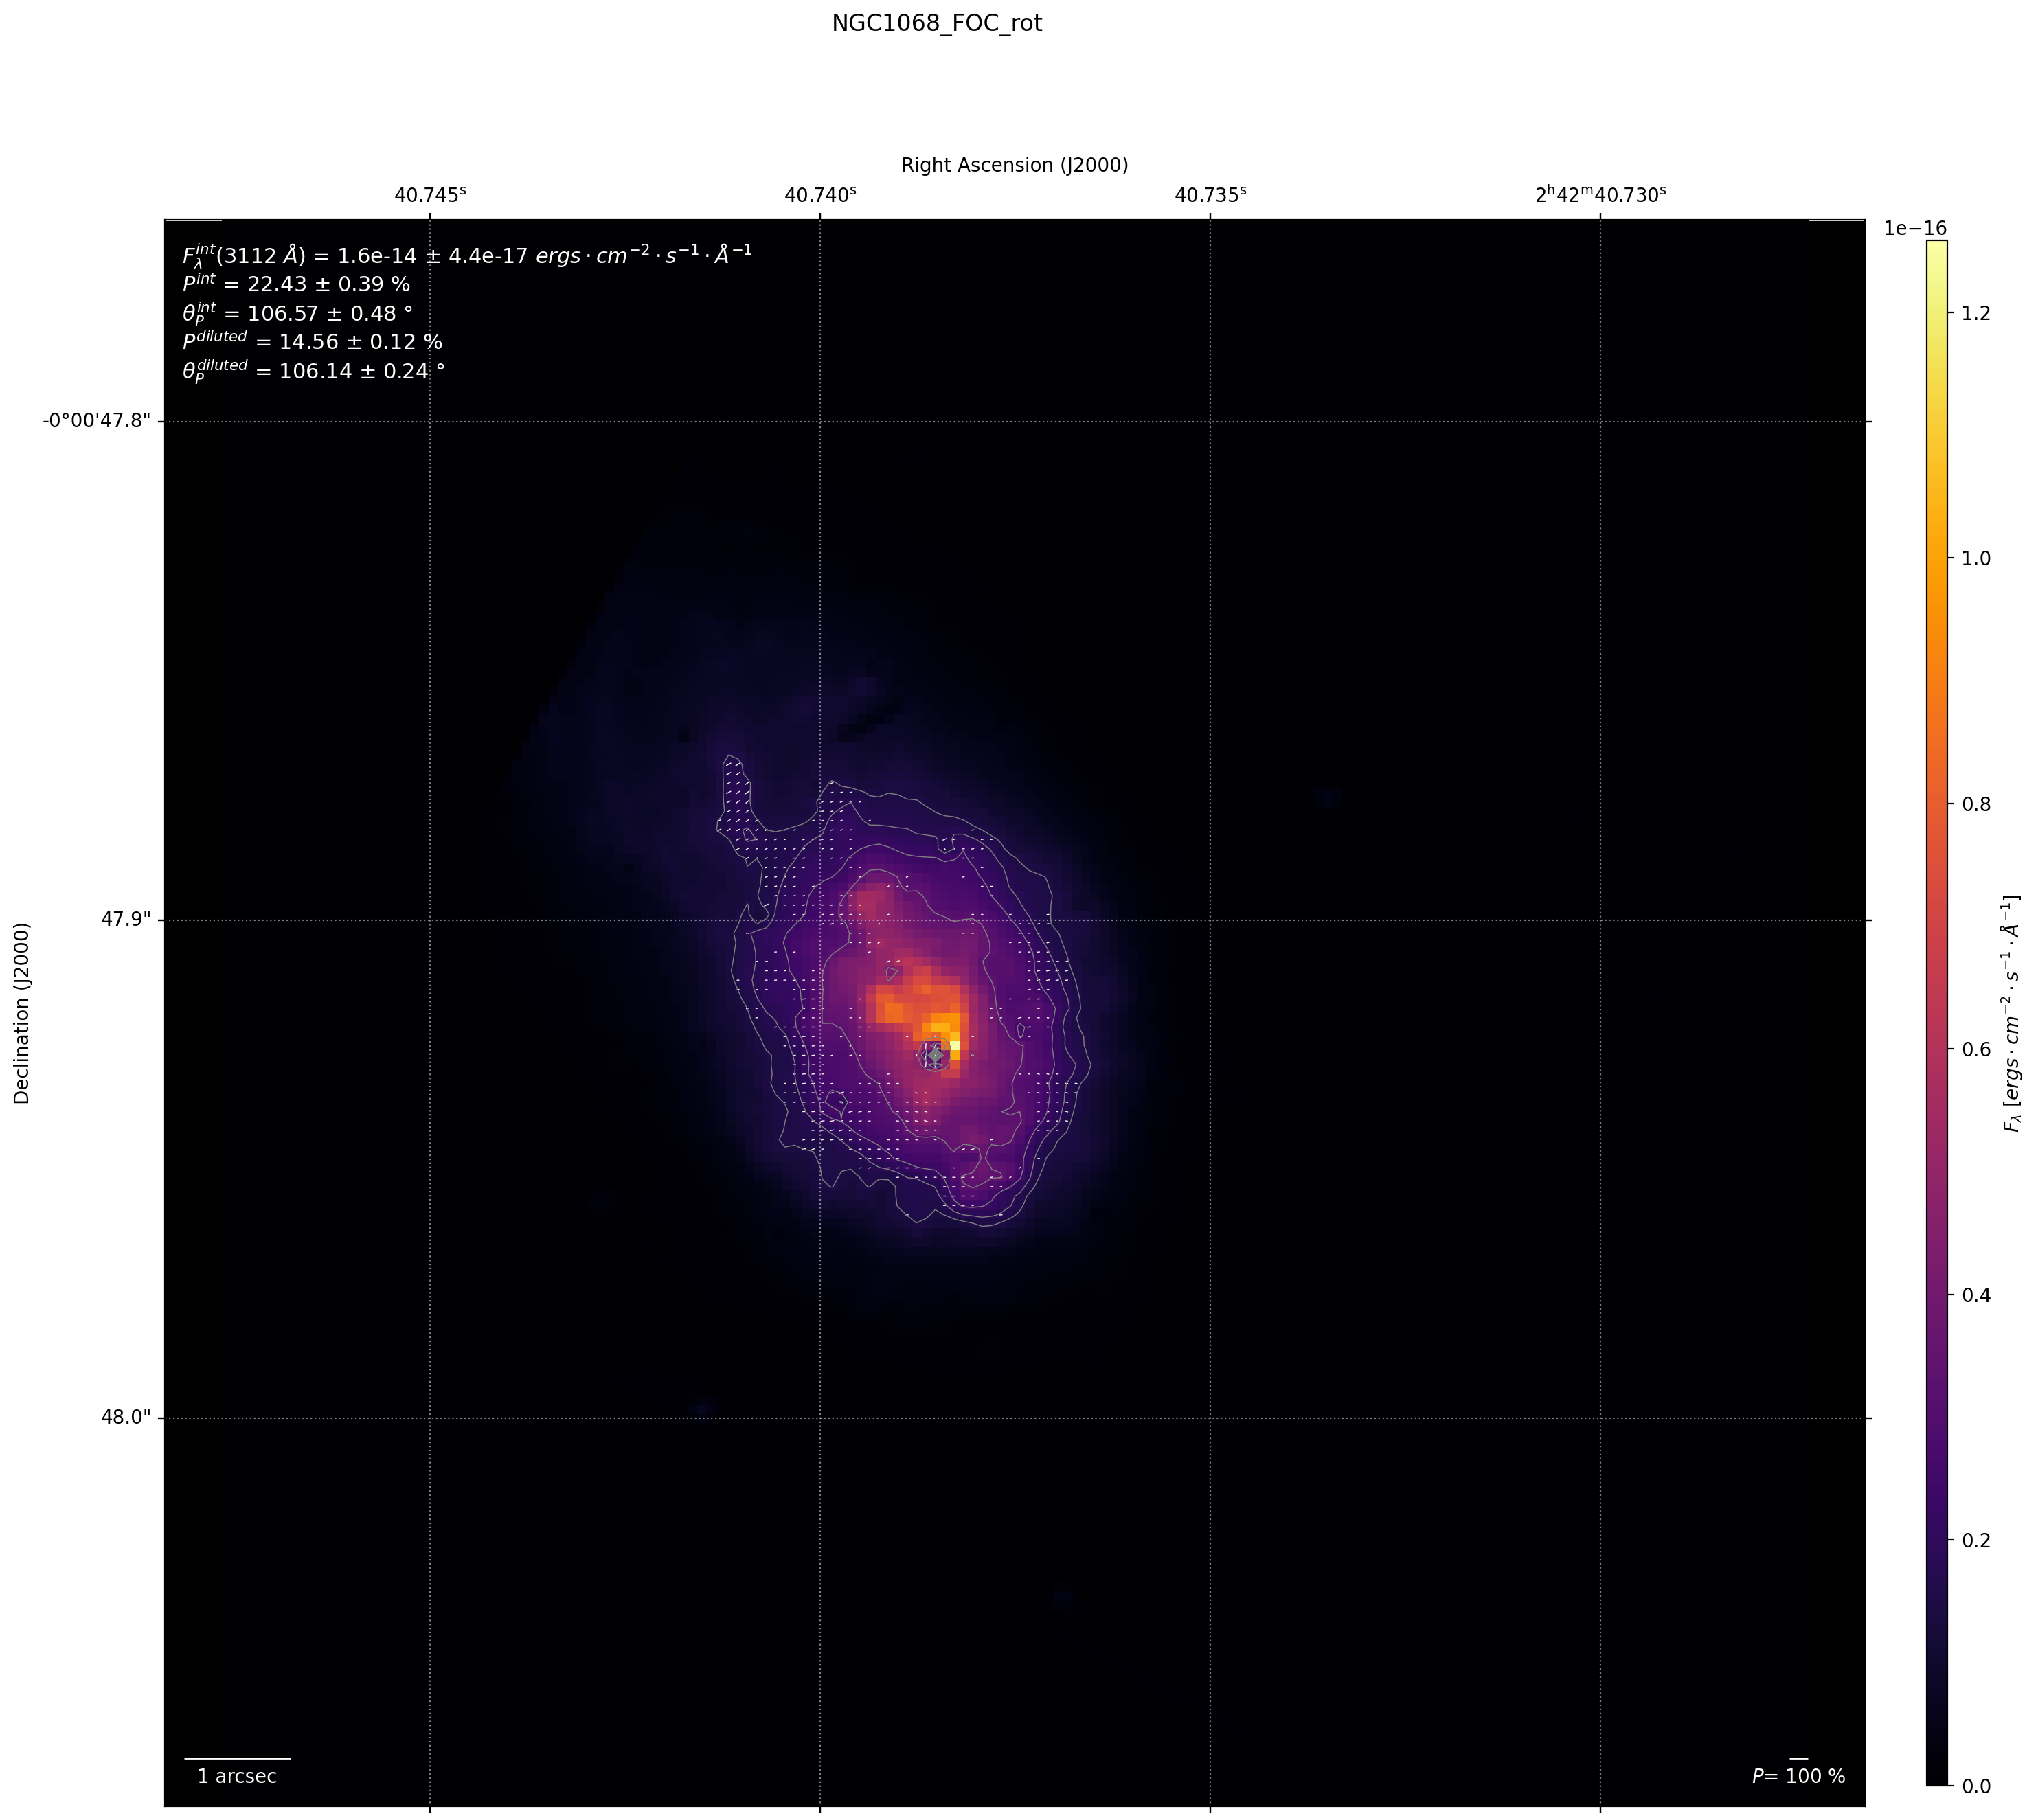 NGC1068_FOC_rot
Right Ascension (J2000)
40.745ˢ 40.740ˢ 40.735ˢ 2ʰ42ᵐ40.730ˢ
1e−16
F_λ^int(3112 Å) = 1.6e-14 ± 4.4e-17 ergs · cm⁻² · s⁻¹ · Å⁻¹
P^int = 22.43 ± 0.39 %
θ_P^int = 106.57 ± 0.48 °
P^diluted = 14.56 ± 0.12 %
θ_P^diluted = 106.14 ± 0.24 °
-0°00'47.8"
47.9"
48.0"
Declination (J2000)
1 arcsec
P= 100 %
1.2
1.0
0.8
0.6
0.4
0.2
0.0
F_λ [ergs · cm⁻² · s⁻¹ · Å⁻¹]